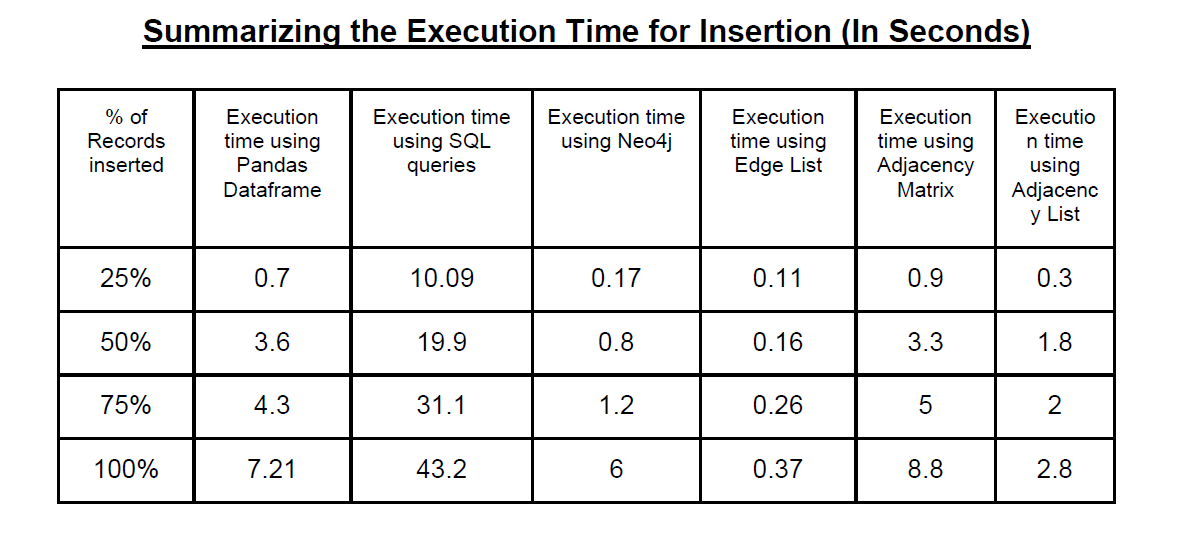 Summarizing the Execution Time for Insertion (In Seconds)
% of
Records
inserted
Execution
time using
Pandas
Dataframe
Execution time
using SQL
queries
Execution time
using Neo4j
Execution
time using
Edge List
Execution
time using
Adjacency
Matrix
Executio
n time
using
Adjacenc
y List
25% 0.7 10.09 0.17 0.11 0.9 0.3
50% 3.6 19.9 0.8 0.16 3.3 1.8
75% 4.3 31.1 1.2 0.26 5 2
100% 7.21 43.2 6 0.37 8.8 2.8